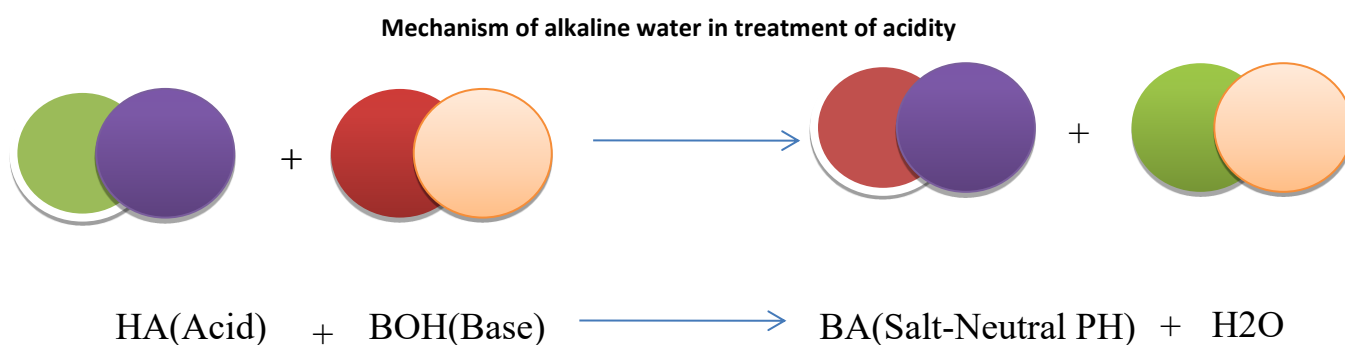 Mechanism of alkaline water in treatment of acidity
+ +
HA(Acid) + BOH(Base) BA(Salt-Neutral PH) + H2O